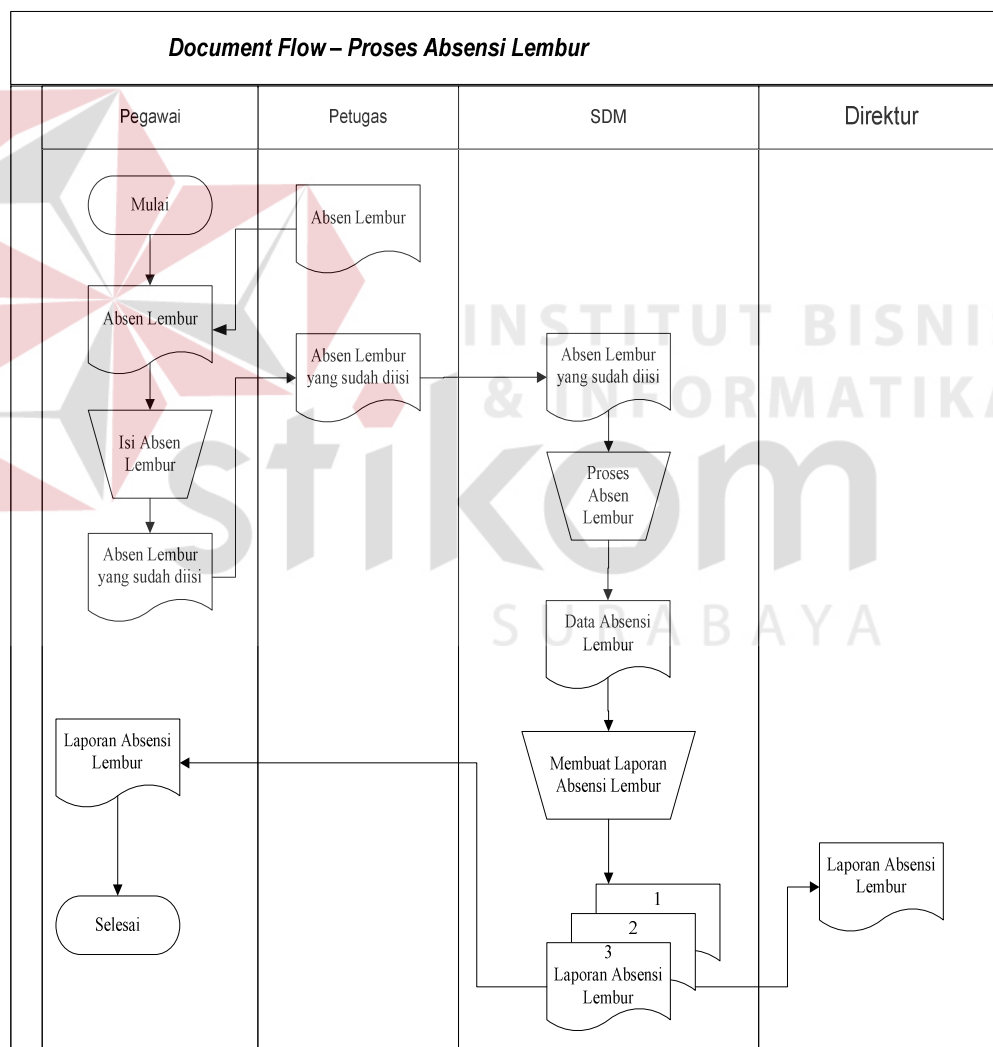 Document Flow – Proses Absensi Lembur
Pegawai
Petugas
SDM
Direktur
Mulai
Absen Lembur
Absen Lembur
Absen Lembur
yang sudah diisi
Absen Lembur
yang sudah diisi
Isi Absen
Lembur
Proses
Absen
Lembur
Absen Lembur
yang sudah diisi
Data Absensi
Lembur
Laporan Absensi
Lembur
Membuat Laporan
Absensi Lembur
Laporan Absensi
Lembur
Selesai
1
2
3
Laporan Absensi
Lembur
INSTITUT BISNIS
& INFORMATIKA
stikom
SURABAYA